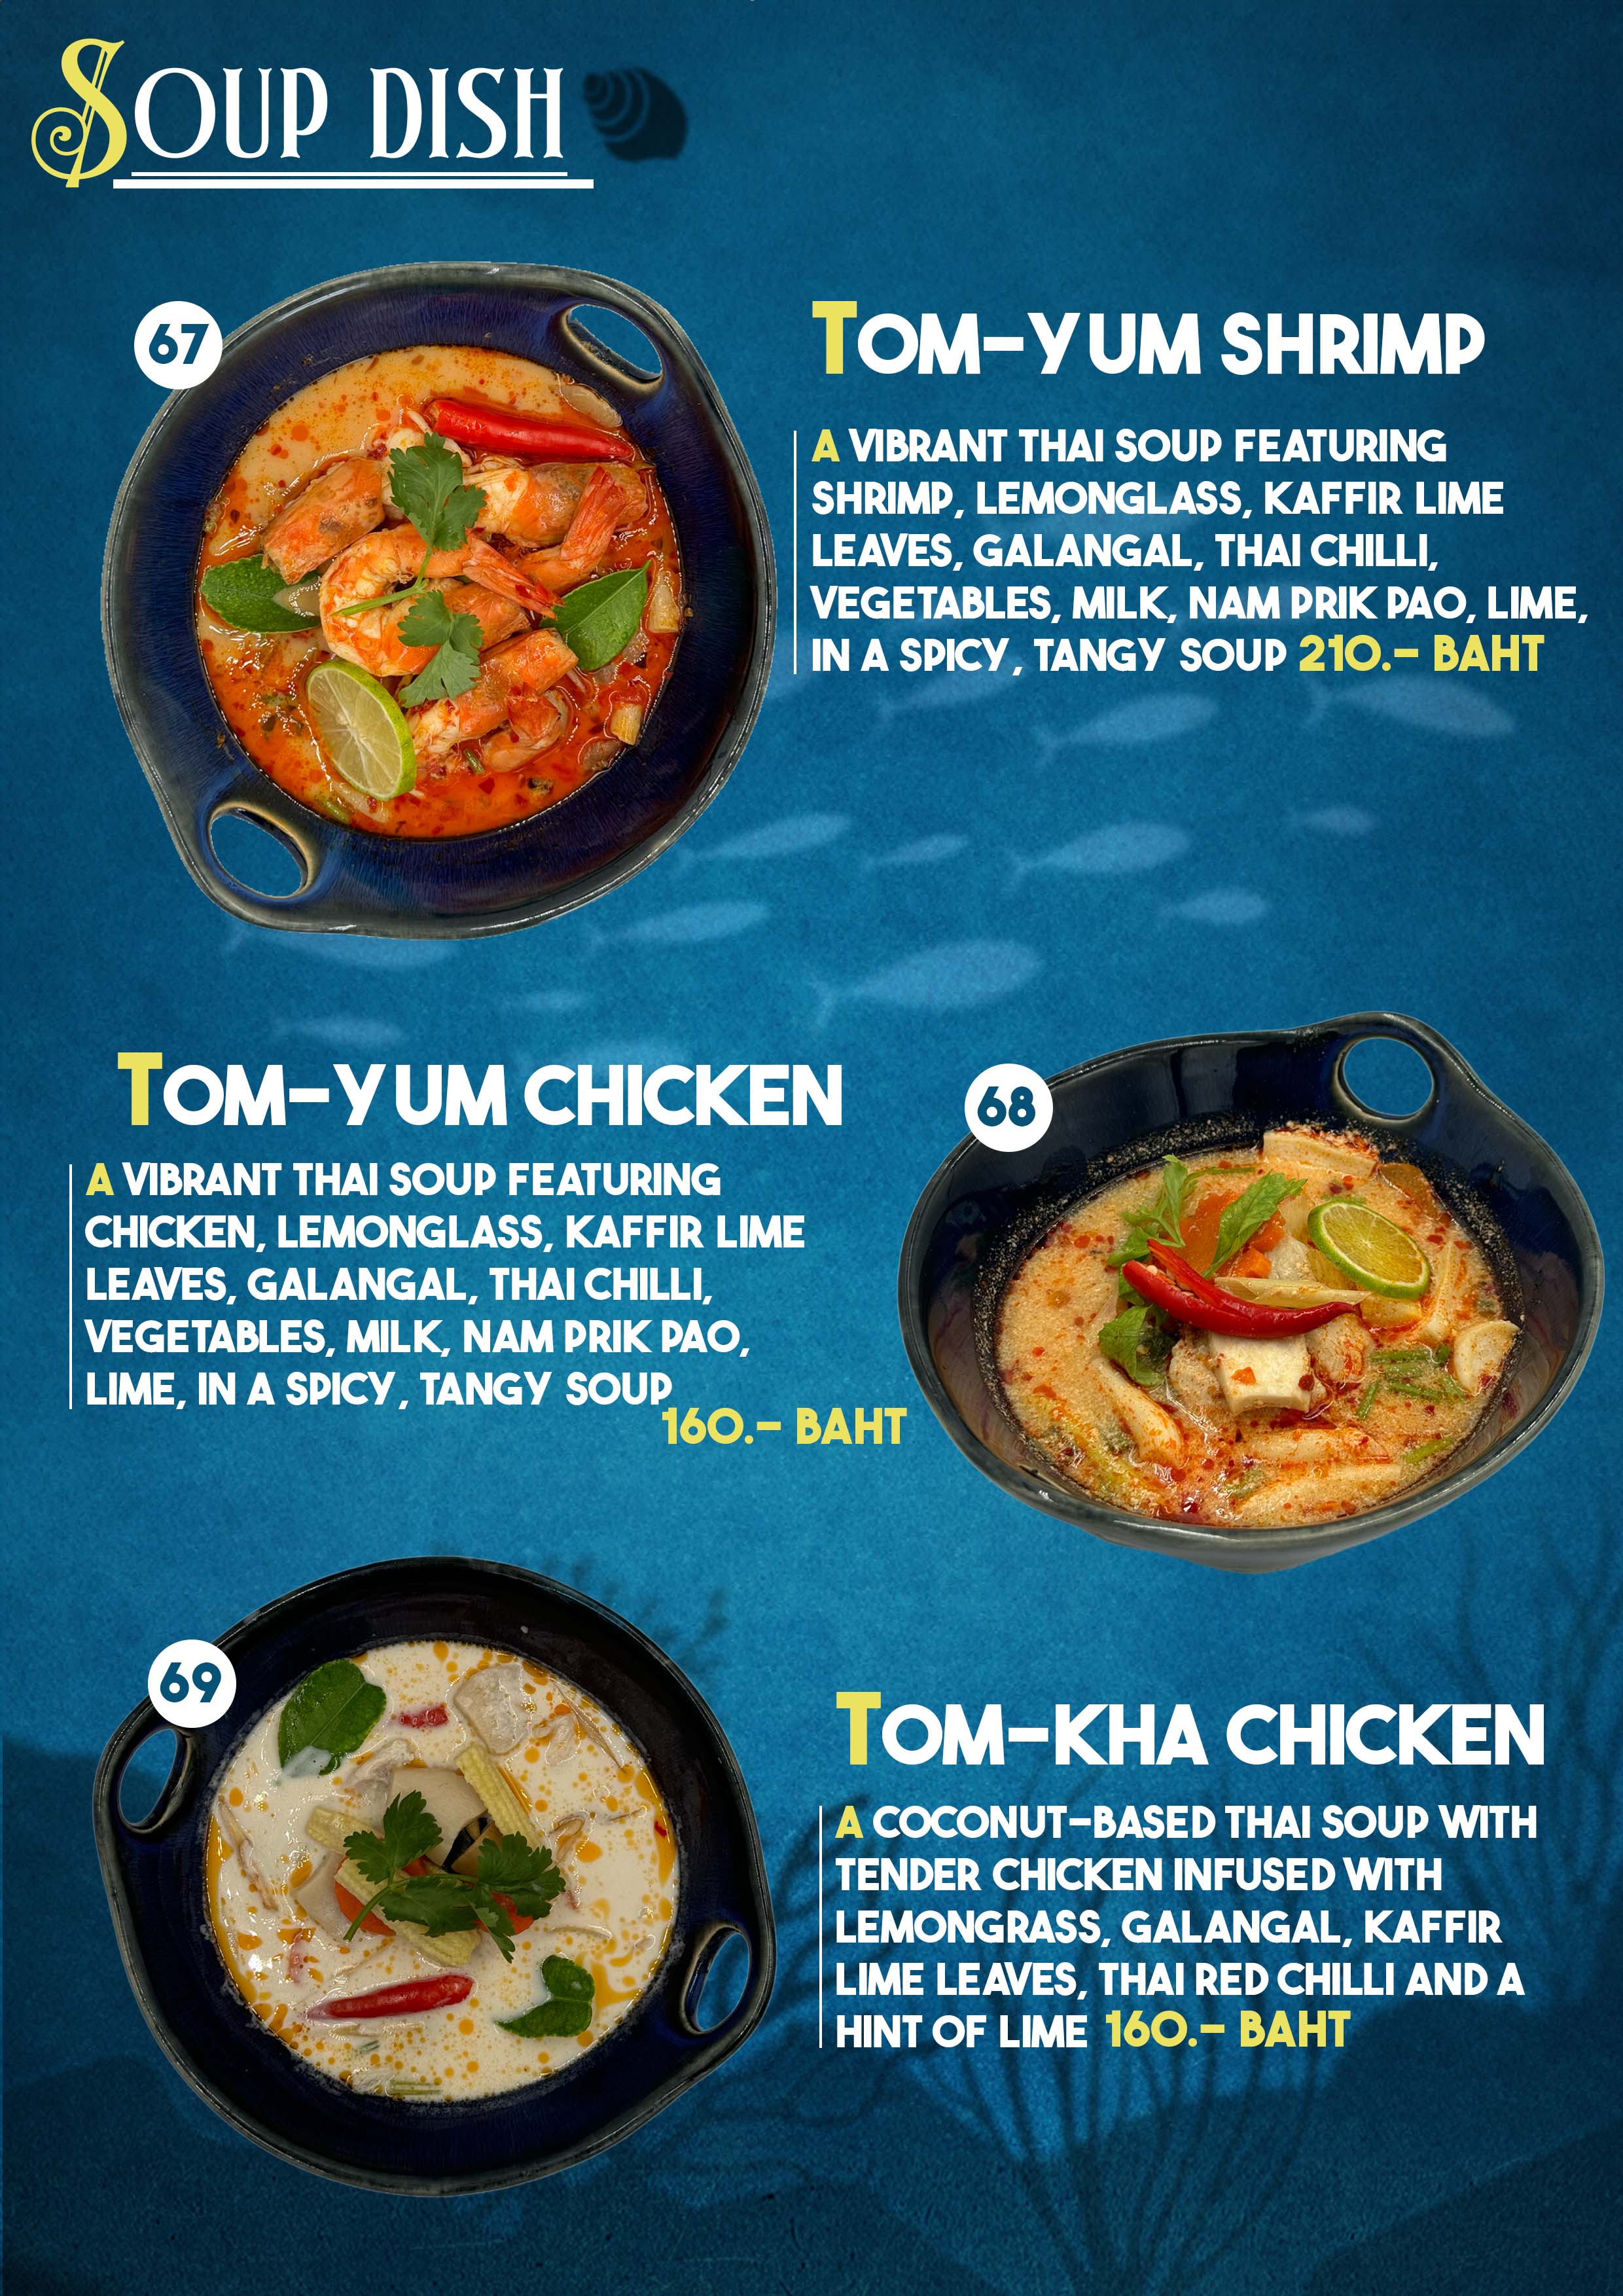 SOUP DISH
67
TOM-YUM SHRIMP
A VIBRANT THAI SOUP FEATURING
SHRIMP, LEMONGLASS, KAFFIR LIME
LEAVES, GALANGAL, THAI CHILLI,
VEGETABLES, MILK, NAM PRIK PAO, LIME,
IN A SPICY, TANGY SOUP 210.- BAHT
TOM-YUM CHICKEN
68
A VIBRANT THAI SOUP FEATURING
CHICKEN, LEMONGLASS, KAFFIR LIME
LEAVES, GALANGAL, THAI CHILLI,
VEGETABLES, MILK, NAM PRIK PAO,
LIME, IN A SPICY, TANGY SOUP
160.- BAHT
69
TOM-KHA CHICKEN
A COCONUT-BASED THAI SOUP WITH
TENDER CHICKEN INFUSED WITH
LEMONGRASS, GALANGAL, KAFFIR
LIME LEAVES, THAI RED CHILLI AND A
HINT OF LIME 160.- BAHT